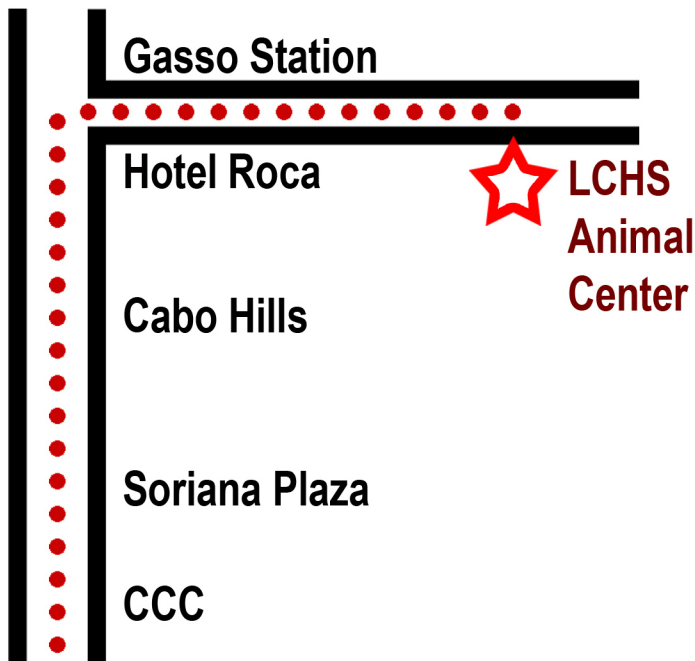 Gasso Station
Hotel Roca
LCHS
Animal
Center
Cabo Hills
Soriana Plaza
CCC